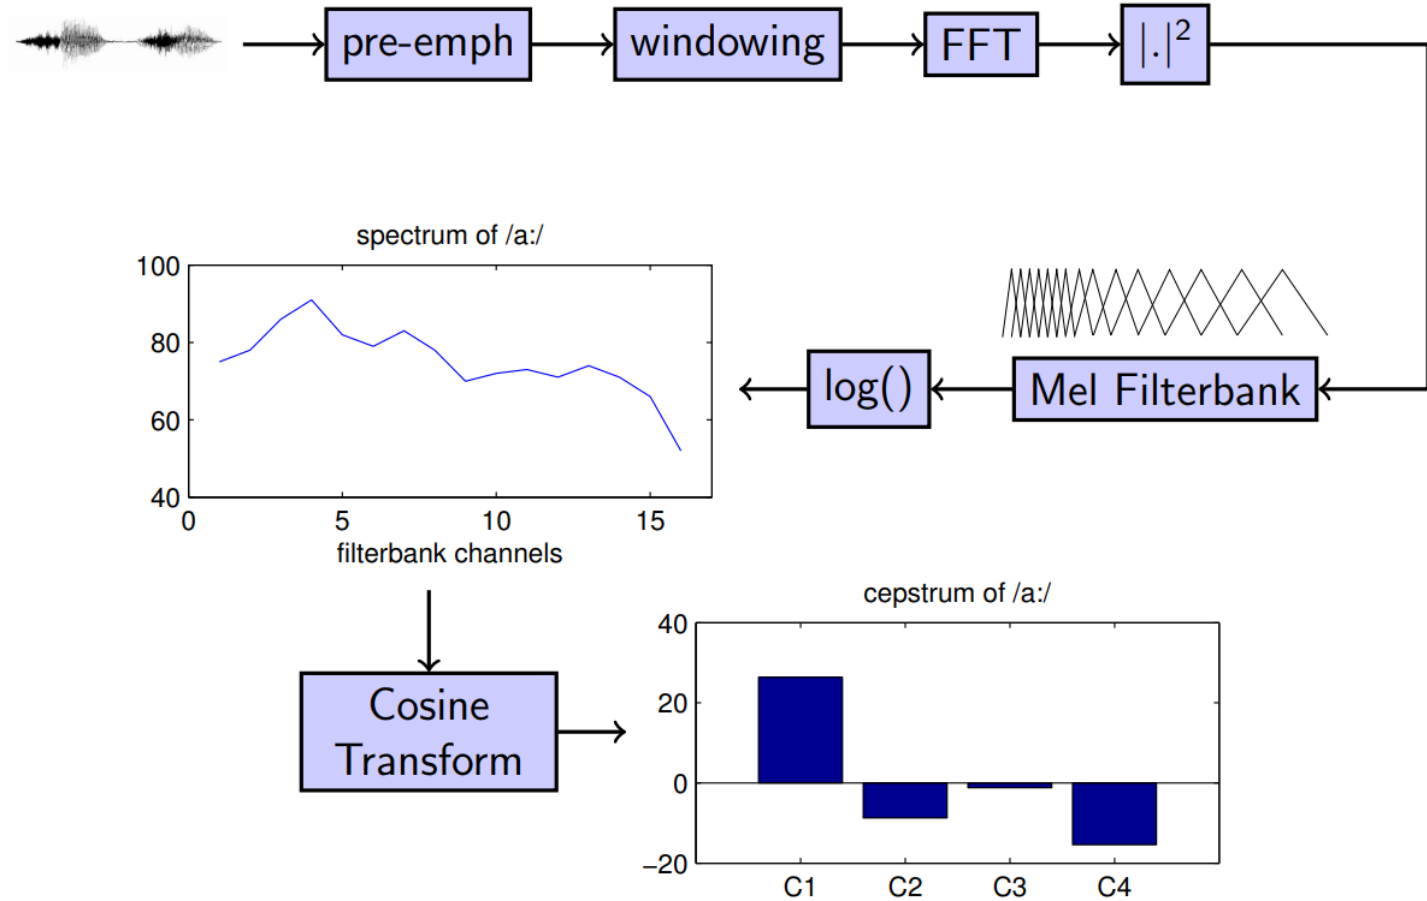 pre-emph
windowing
FFT
|.|²
spectrum of /a:/
100
80
60
40
0
5
10
15
filterbank channels
log()
Mel Filterbank
Cosine
Transform
cepstrum of /a:/
40
20
0
−20
C1
C2
C3
C4